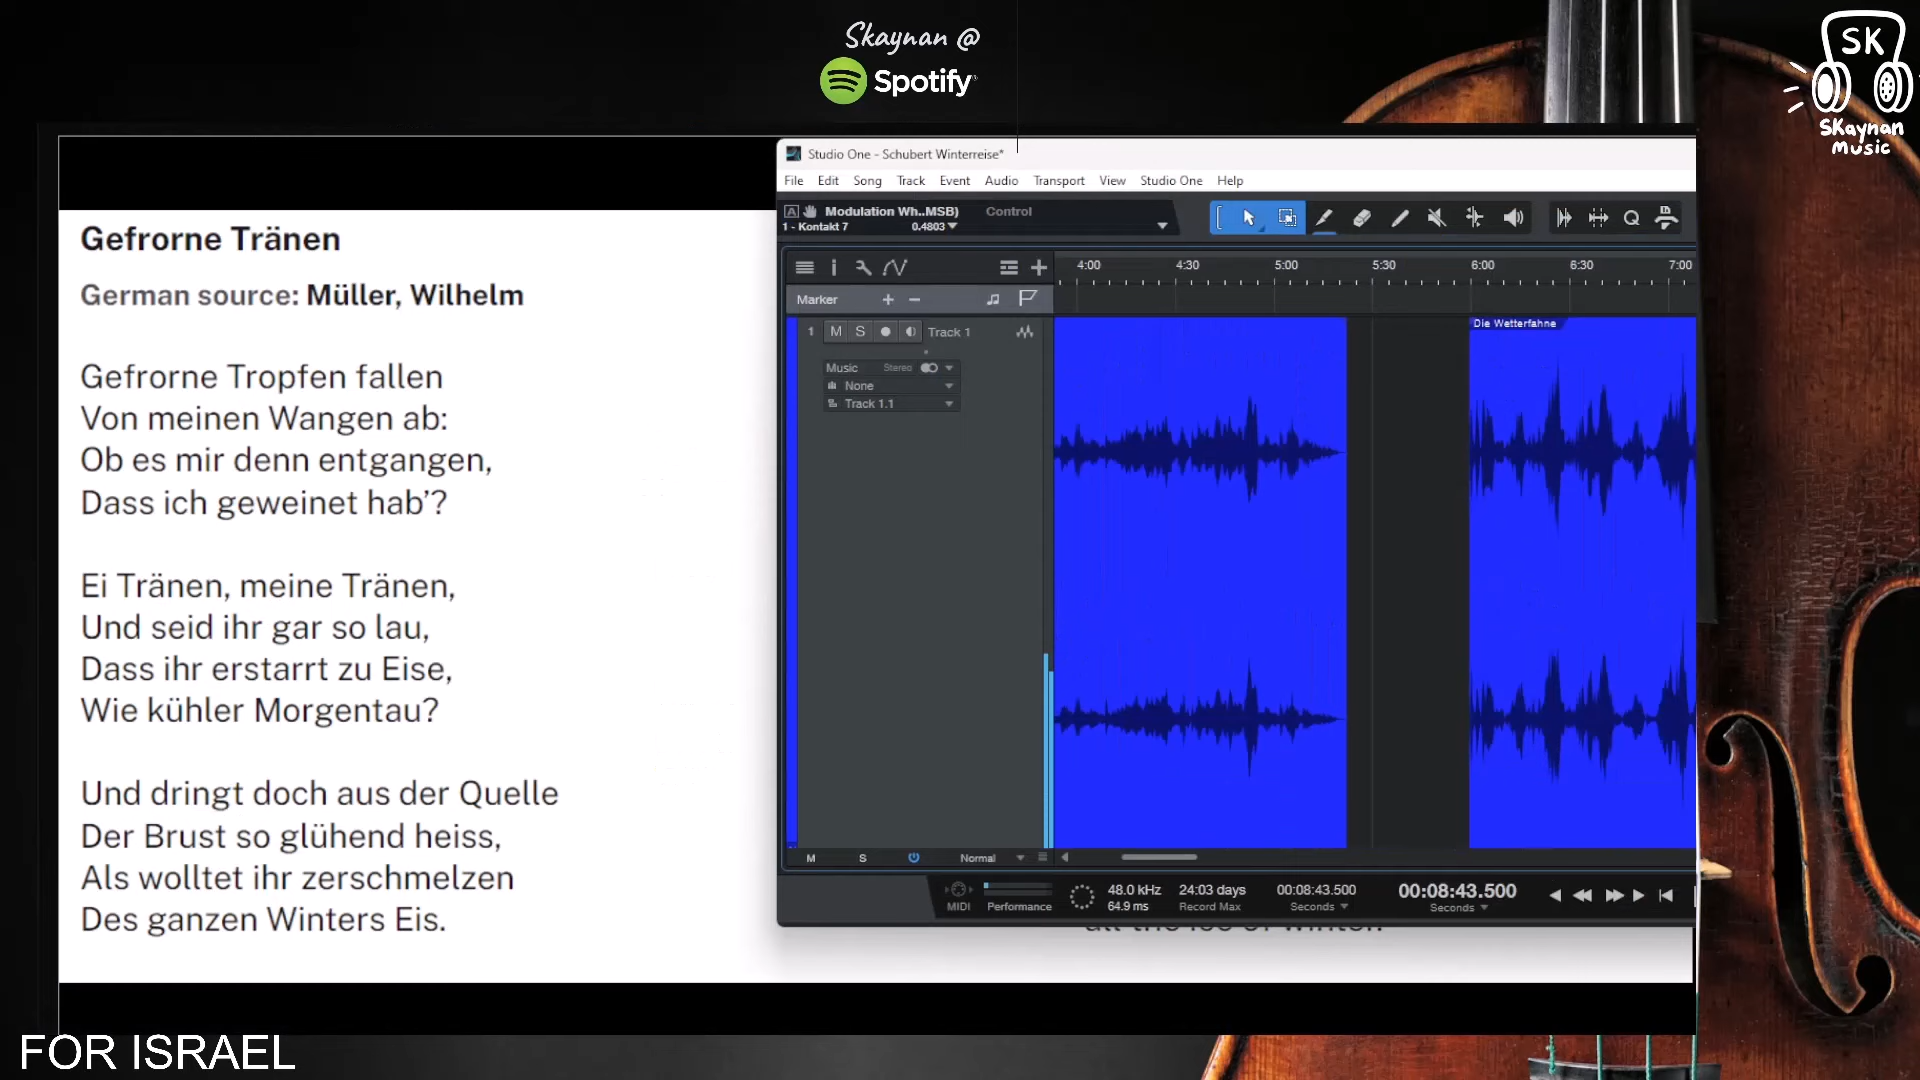 Skaynan @
Spotify
SK
SKaynan
Music
Gefrorne Tränen
German source: Müller, Wilhelm
Gefrorne Tropfen fallen
Von meinen Wangen ab:
Ob es mir denn entgangen,
Dass ich geweinet hab’?
Ei Tränen, meine Tränen,
Und seid ihr gar so lau,
Dass ihr erstarrt zu Eise,
Wie kühler Morgentau?
Und dringt doch aus der Quelle
Der Brust so glühend heiss,
Als wolltet ihr zerschmelzen
Des ganzen Winters Eis.
Studio One - Schubert Winterreise*
File Edit Song Track Event Audio Transport View Studio One Help
A Modulation Wh..MSB) Control
1 - Kontakt 7 0.4803
4:00 4:30 5:00 5:30 6:00 6:30 7:00
Marker
1 M S Track 1
Music Stereo
None
Track 1.1
Die Wetterfahne
M S Normal
MIDI Performance
48.0 kHz 24:03 days 00:08:43.500 00:08:43.500
64.9 ms Record Max Seconds Seconds
all the ice of winter.
FOR ISRAEL